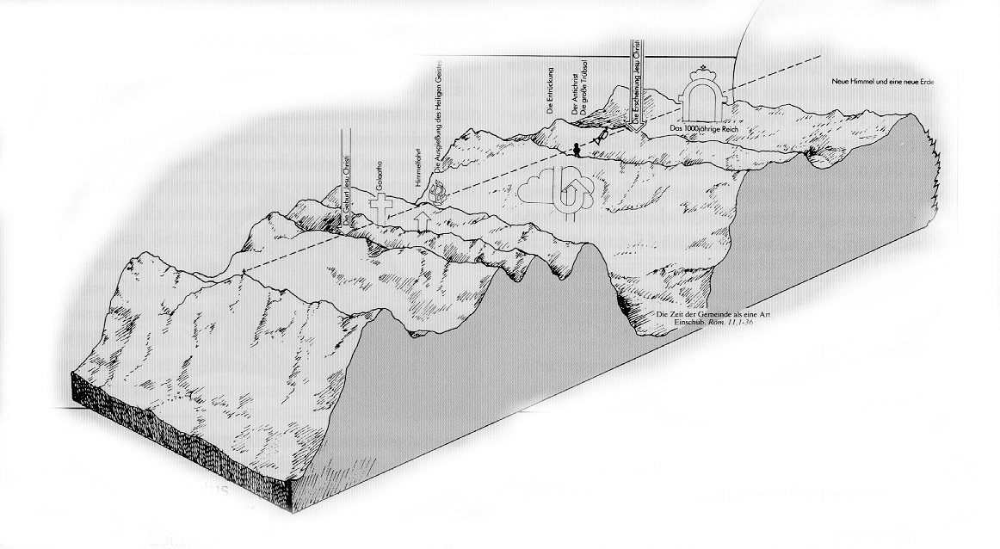 Die Geburt Jesu Christi
Golgotha
Himmelfahrt
Die Ausgießung des Heiligen Geistes
Die Entrückung
Der Antichrist
Die große Trübsal
Die Erscheinung Jesu Christi
Das 1000jährige Reich
Neue Himmel und eine neue Erde
Die Zeit der Gemeinde als eine Art
Einschub. Röm. 11,1-36